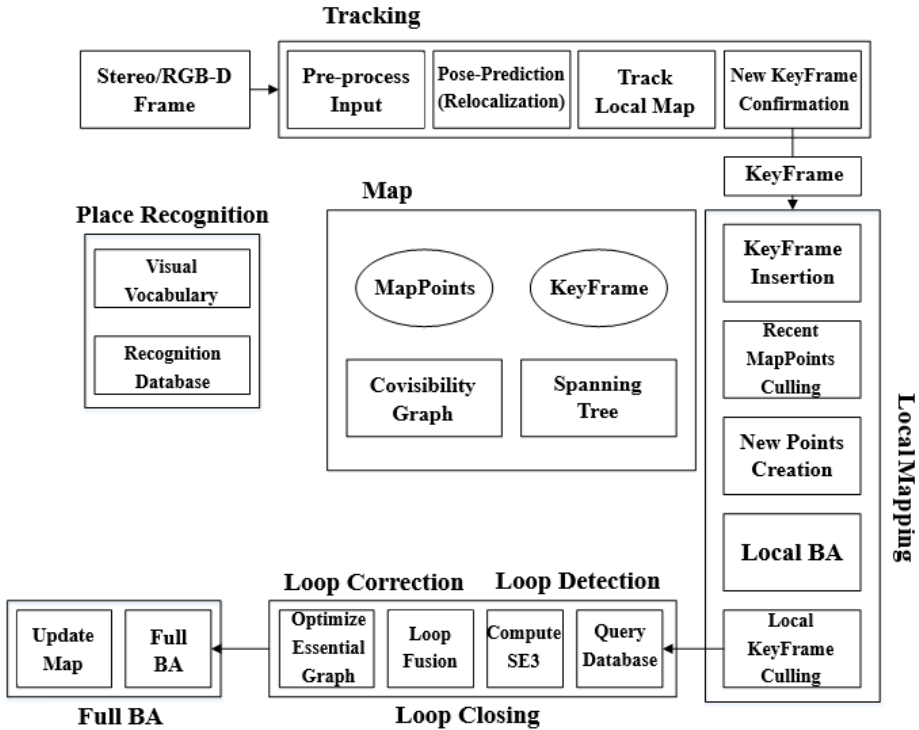 Tracking
Stereo/RGB-D
Frame
Pre-process
Input
Pose-Prediction
(Relocalization)
Track
Local Map
New KeyFrame
Confirmation
KeyFrame
Map
Place Recognition
Visual
Vocabulary
Recognition
Database
MapPoints
KeyFrame
Covisibility
Graph
Spanning
Tree
KeyFrame
Insertion
Recent
MapPoints
Culling
New Points
Creation
Local BA
Local
KeyFrame
Culling
Local Mapping
Loop Correction
Loop Detection
Update
Map
Full
BA
Optimize
Essential
Graph
Loop
Fusion
Compute
SE3
Query
Database
Full BA
Loop Closing